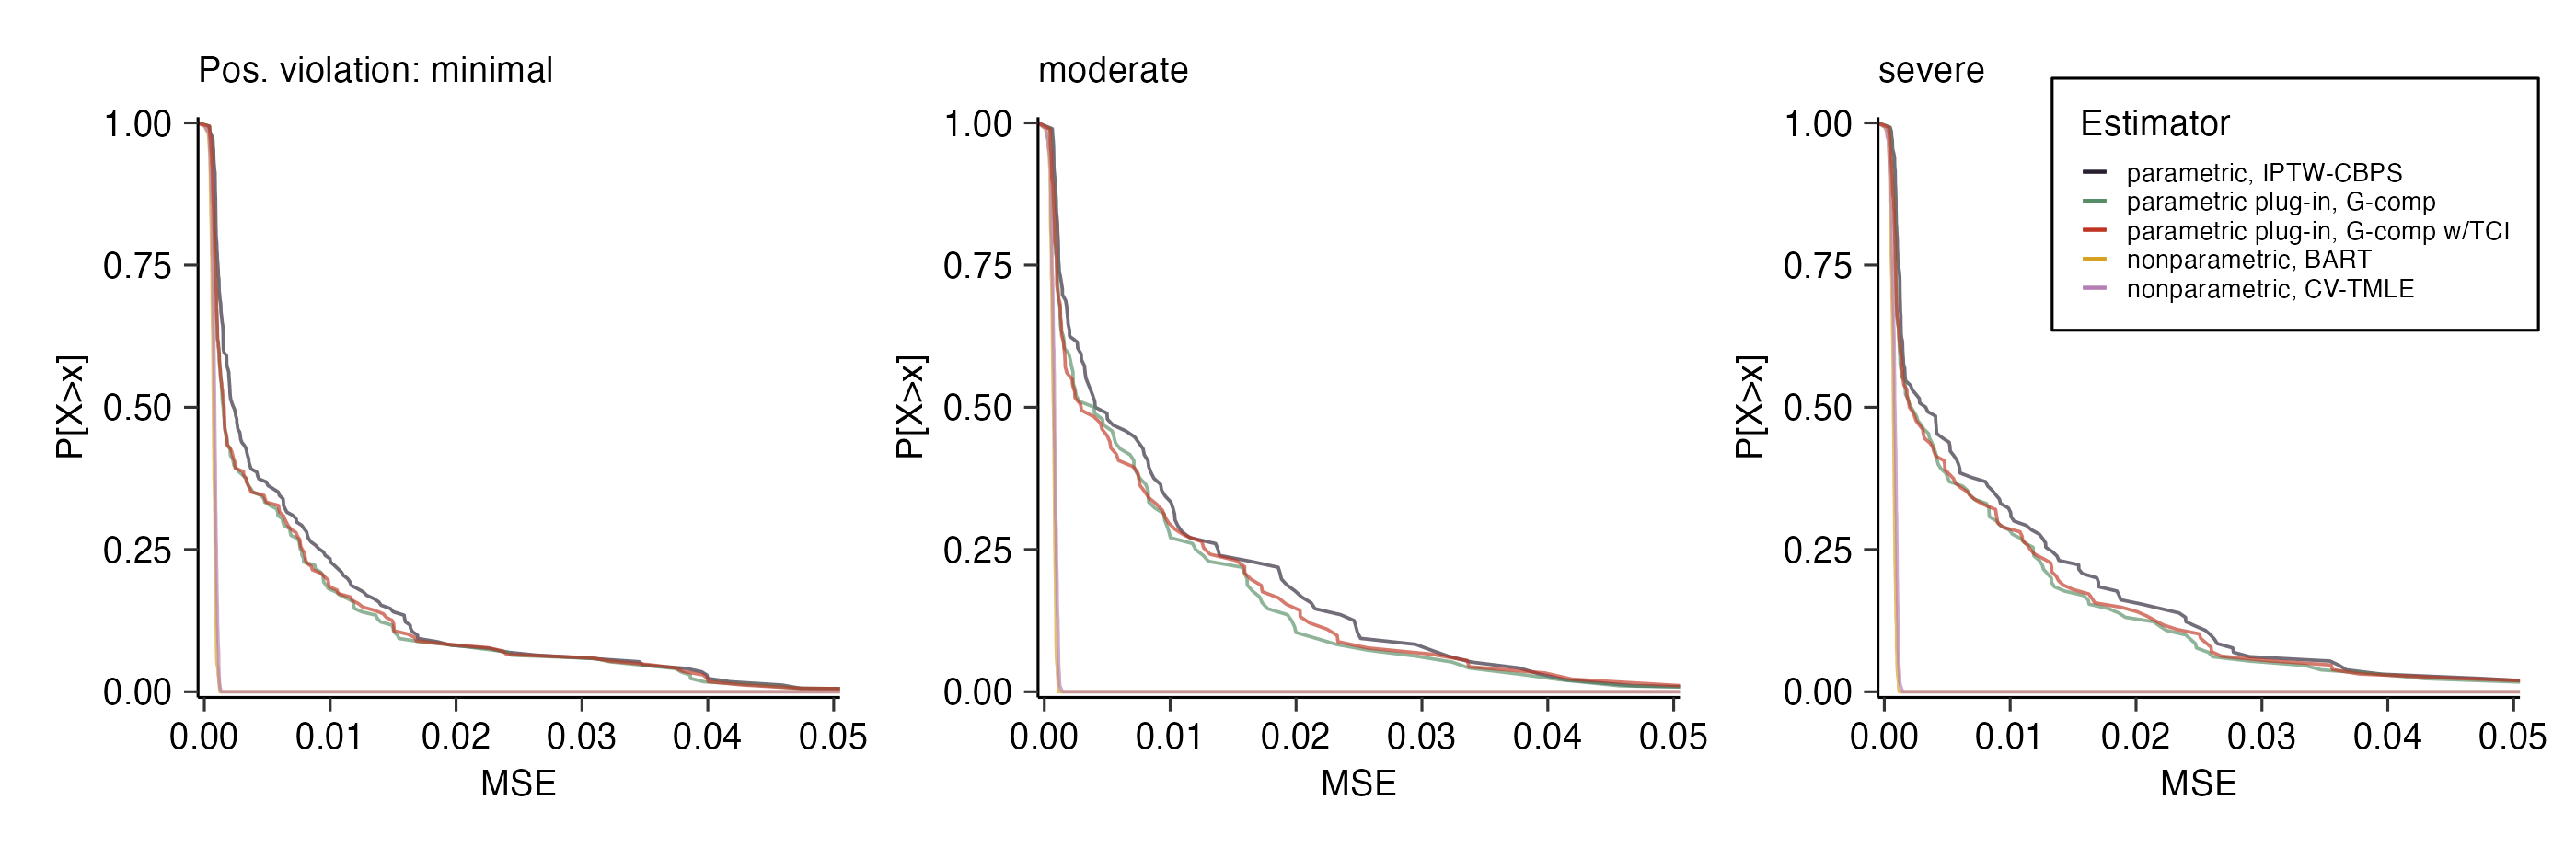 Pos. violation: minimal
1.00
0.75
0.50
0.25
0.00
P[X>x]
0.00 0.01 0.02 0.03 0.04 0.05
MSE
moderate
1.00
0.75
0.50
0.25
0.00
P[X>x]
0.00 0.01 0.02 0.03 0.04 0.05
MSE
severe
1.00
0.75
0.50
0.25
0.00
P[X>x]
0.00 0.01 0.02 0.03 0.04 0.05
MSE
Estimator
parametric, IPTW-CBPS
parametric plug-in, G-comp
parametric plug-in, G-comp w/TCI
nonparametric, BART
nonparametric, CV-TMLE